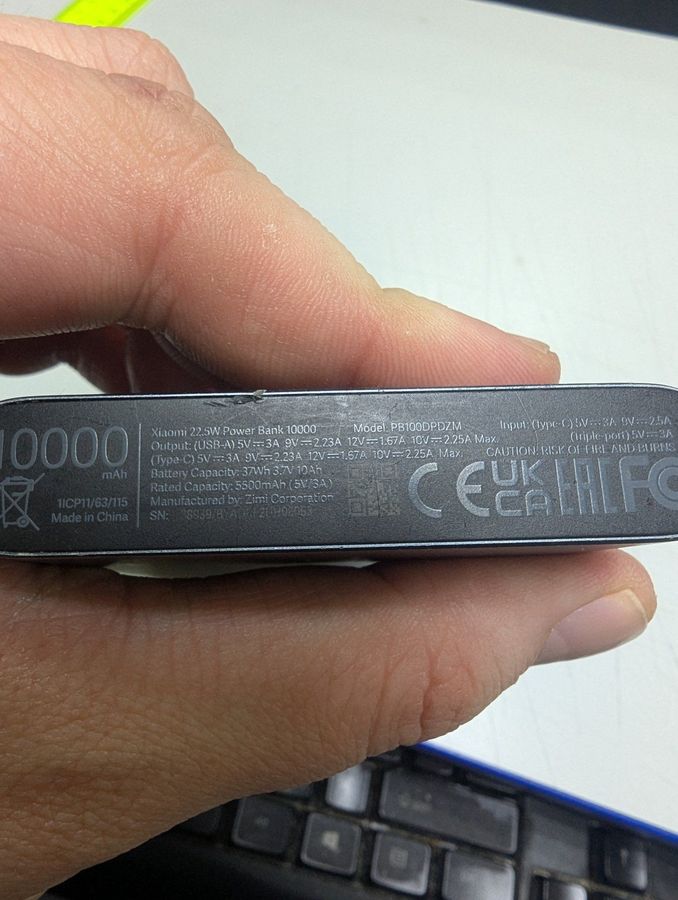 10000
mAh
1ICP11/63/115
Made in China
Xiaomi 22.5W Power Bank 10000 Model: PB100DPDZM
Output: (USB-A) 5V⎓3A 9V⎓2.23A 12V⎓1.67A 10V⎓2.25A Max.
(Type-C) 5V⎓3A 9V⎓2.23A 12V⎓1.67A 10V⎓2.25A Max.
Battery Capacity: 37Wh 3.7V 10Ah
Rated Capacity: 5500mAh (5V/3A)
Manufactured by: Zimi Corporation
SN:
Input: (Type-C) 5V⎓3A 9V⎓2.5A
(Triple-port) 5V⎓3A
CAUTION: RISK OF FIRE AND BURNS
CE
UK
CA
EAC
FC